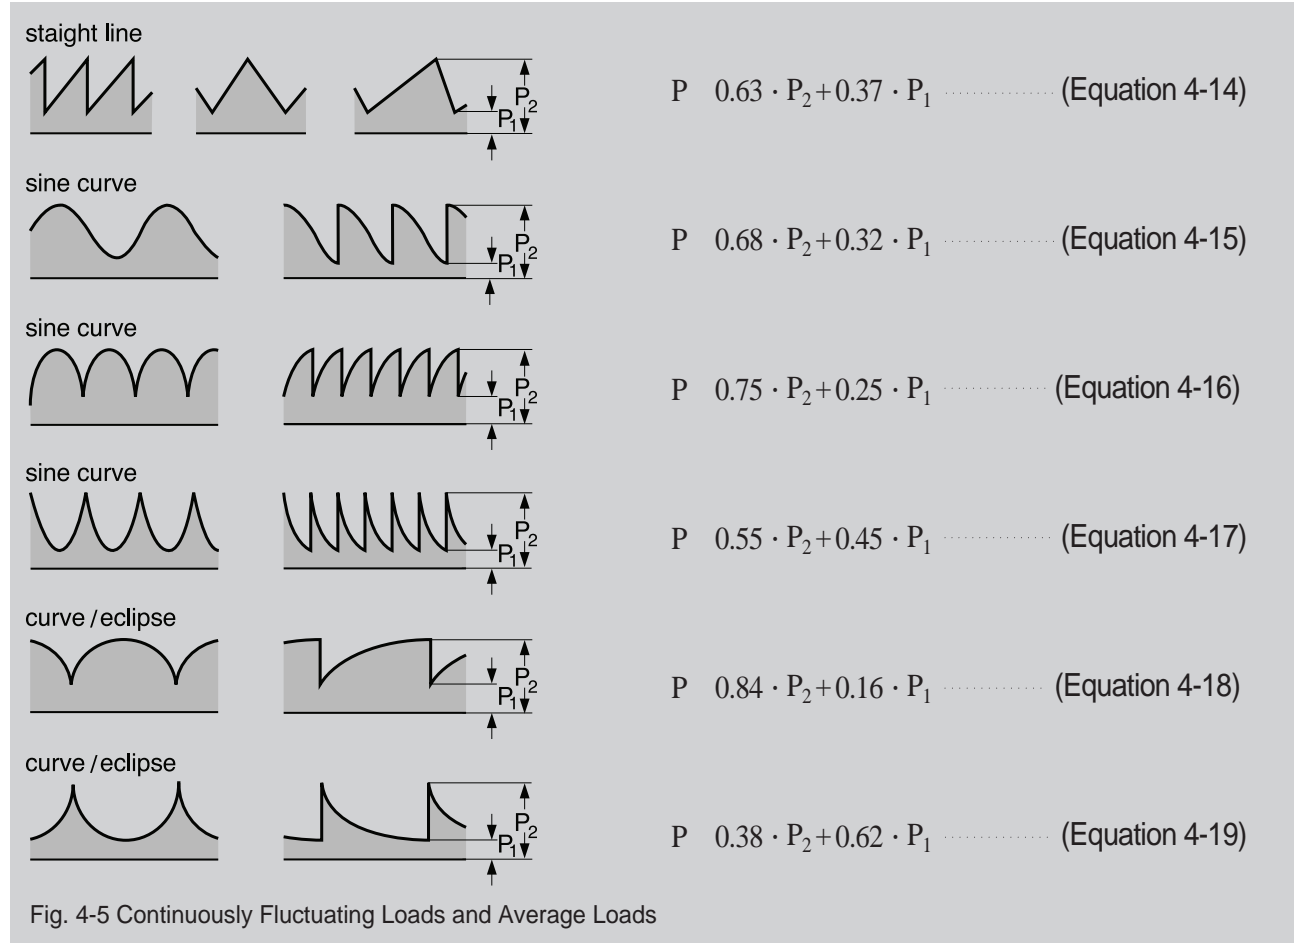 staight line
P₁ P₂
P 0.63 · P₂+0.37 · P₁ ············ (Equation 4-14)
sine curve
P₁ P₂
P 0.68 · P₂+0.32 · P₁ ············ (Equation 4-15)
sine curve
P₁ P₂
P 0.75 · P₂+0.25 · P₁ ············ (Equation 4-16)
sine curve
P₁ P₂
P 0.55 · P₂+0.45 · P₁ ············ (Equation 4-17)
curve / eclipse
P₁ P₂
P 0.84 · P₂+0.16 · P₁ ············ (Equation 4-18)
curve / eclipse
P₁ P₂
P 0.38 · P₂+0.62 · P₁ ············ (Equation 4-19)
Fig. 4-5 Continuously Fluctuating Loads and Average Loads